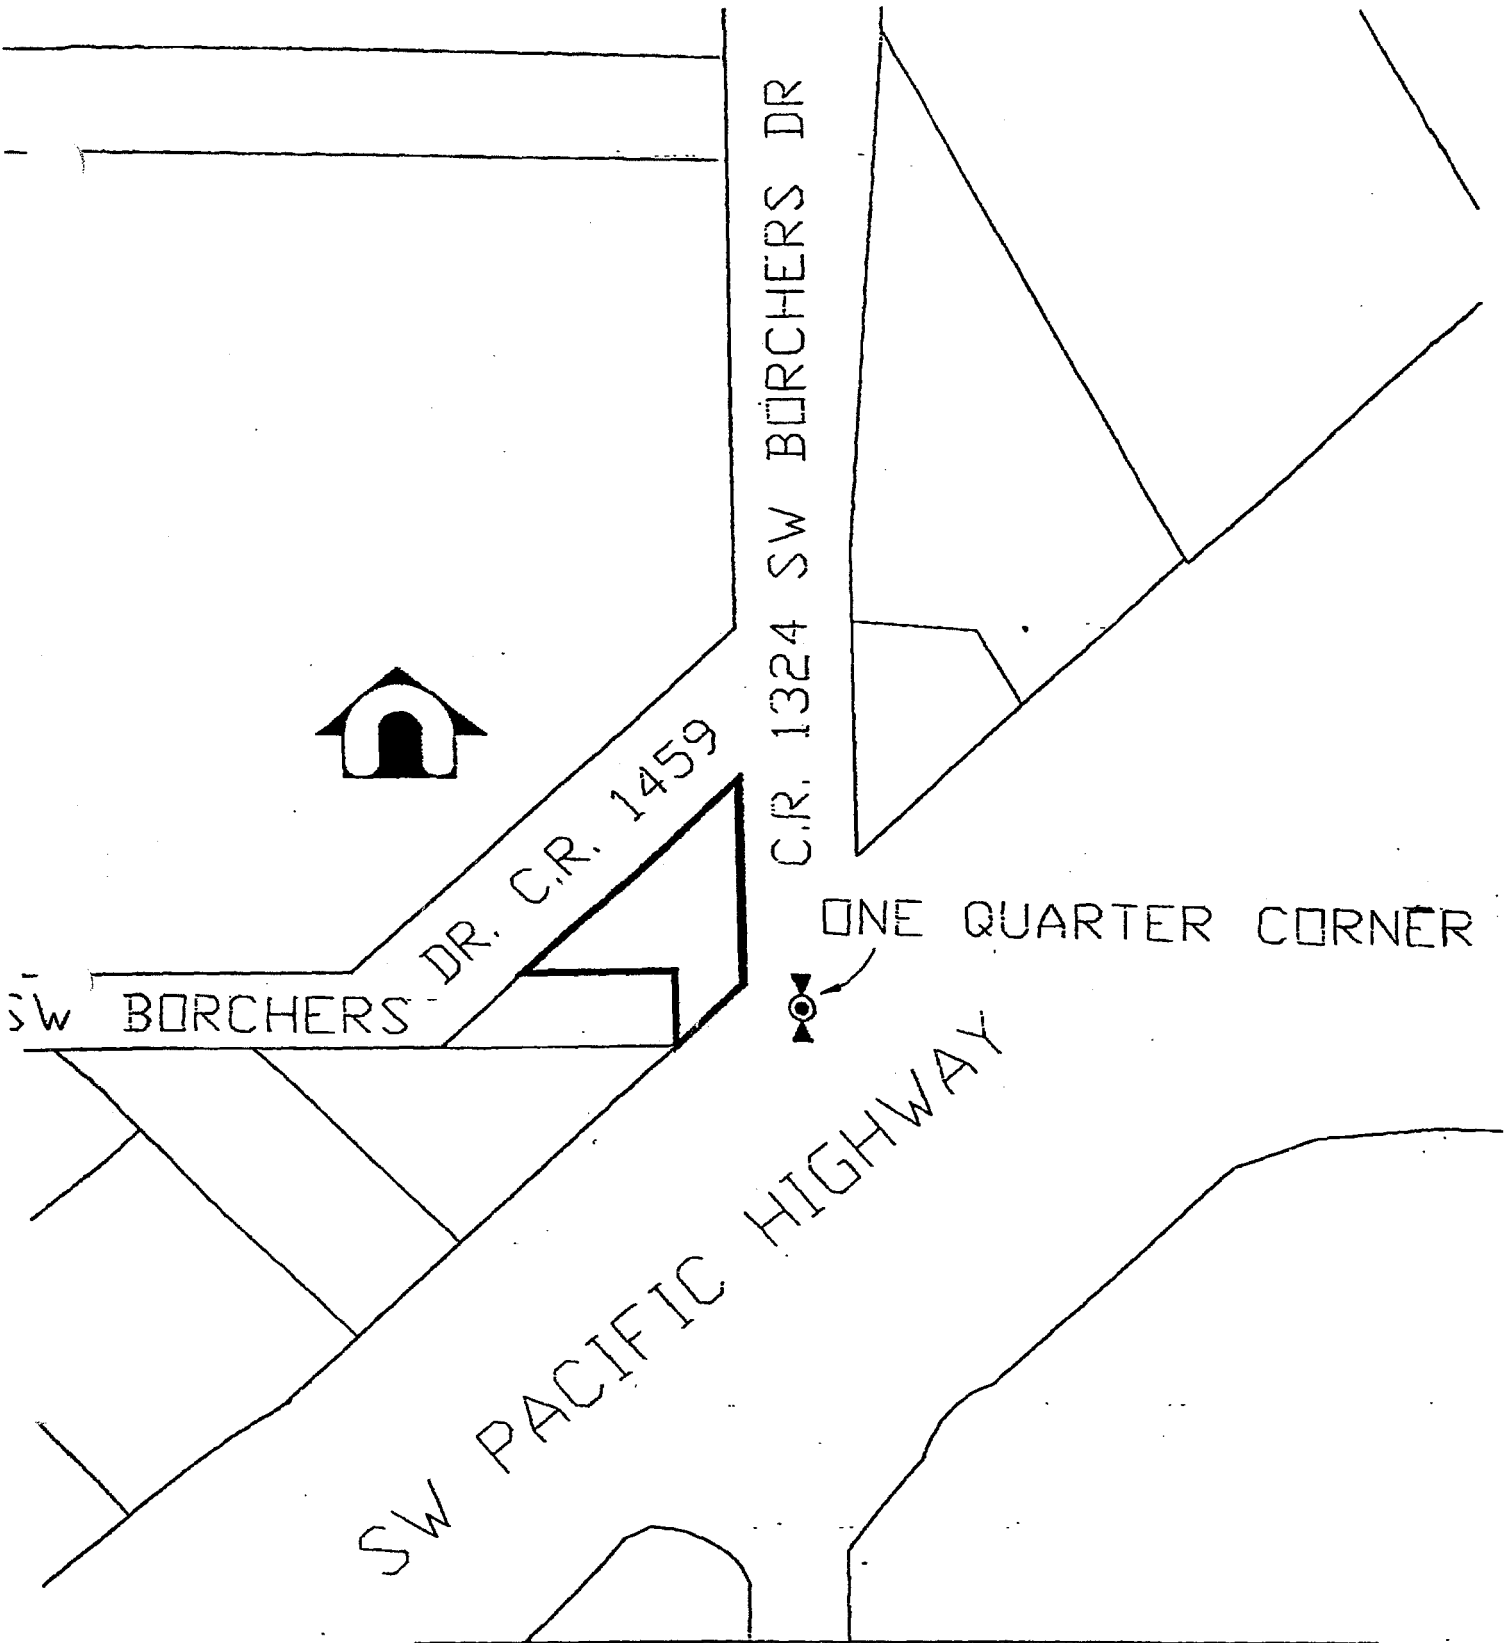 C.R. 1324 SW BORCHERS DR
SW BORCHERS DR. C.R. 1459
ONE QUARTER CORNER
SW PACIFIC HIGHWAY